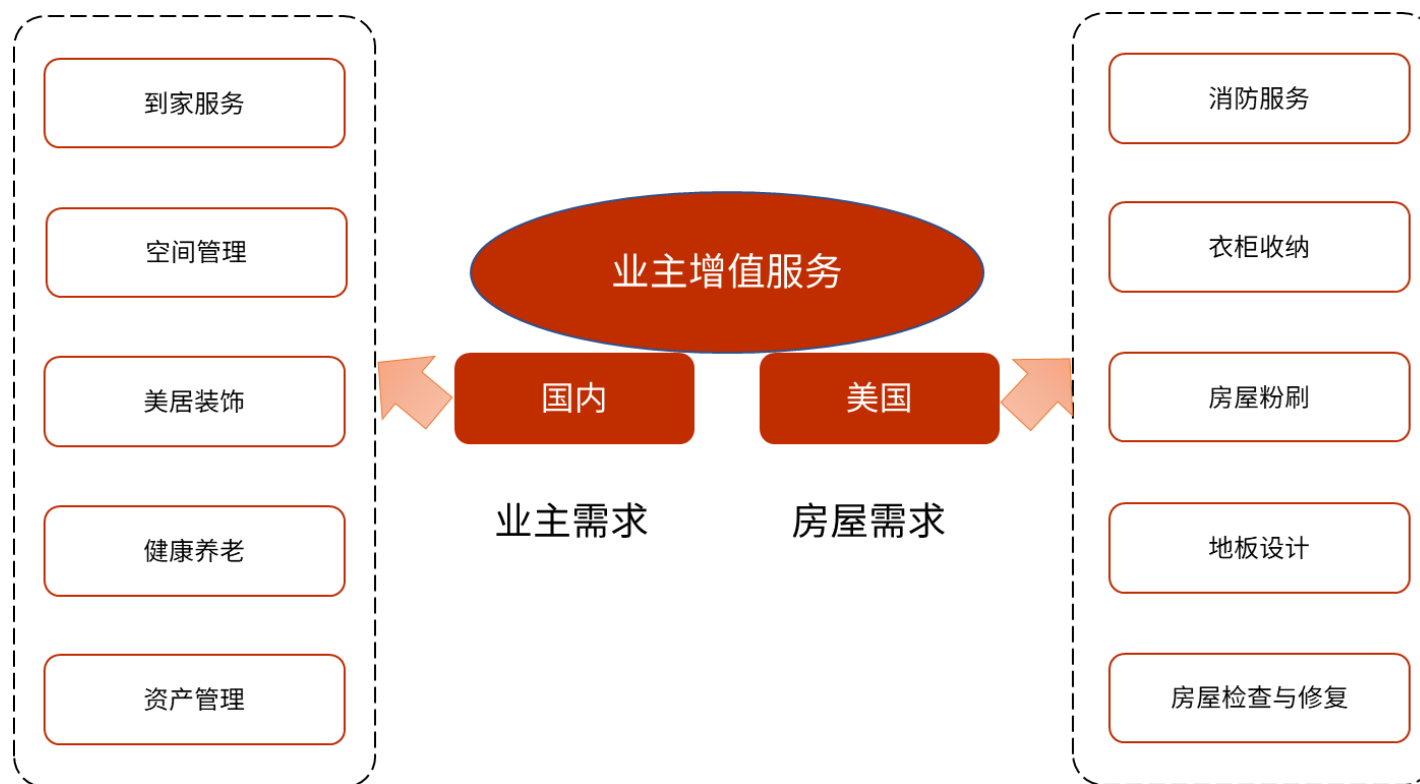 到家服务
空间管理
美居装饰
健康养老
资产管理
业主增值服务
国内
美国
业主需求
房屋需求
消防服务
衣柜收纳
房屋粉刷
地板设计
房屋检查与修复